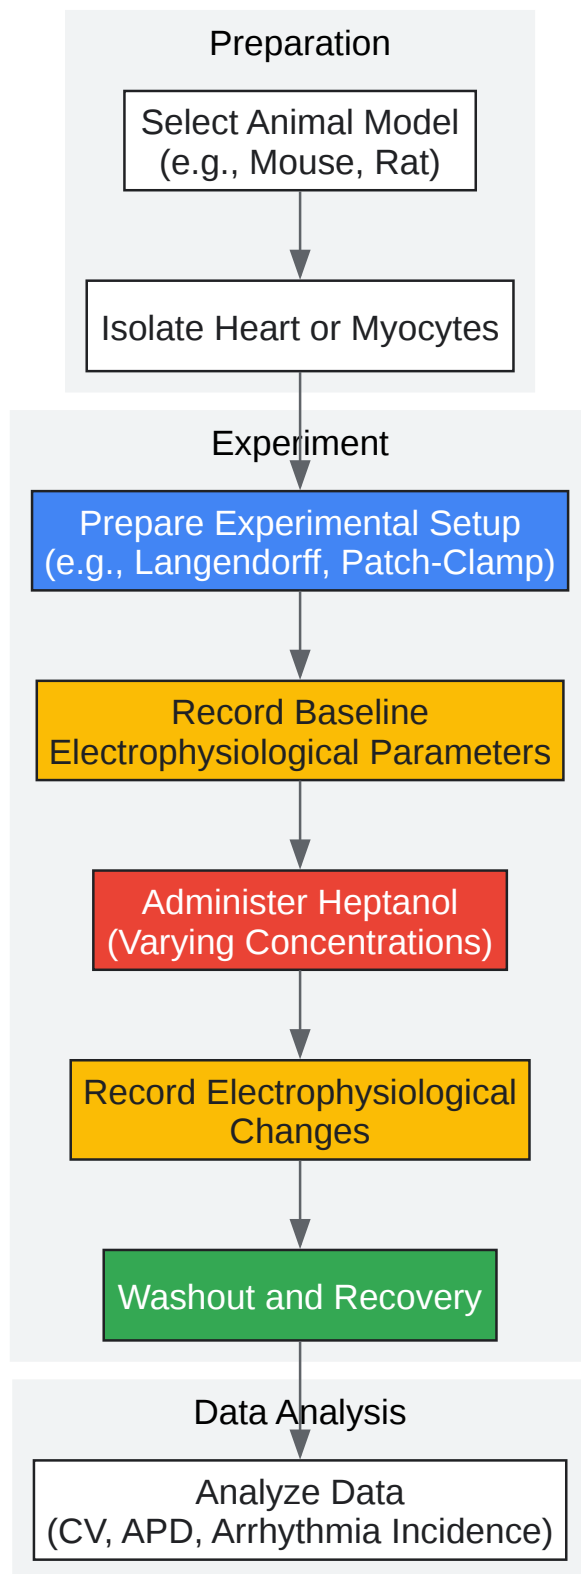 Preparation
Select Animal Model
(e.g., Mouse, Rat)
Isolate Heart or Myocytes
Experiment
Prepare Experimental Setup
(e.g., Langendorff, Patch-Clamp)
Record Baseline
Electrophysiological Parameters
Administer Heptanol
(Varying Concentrations)
Record Electrophysiological
Changes
Washout and Recovery
Data Analysis
Analyze Data
(CV, APD, Arrhythmia Incidence)